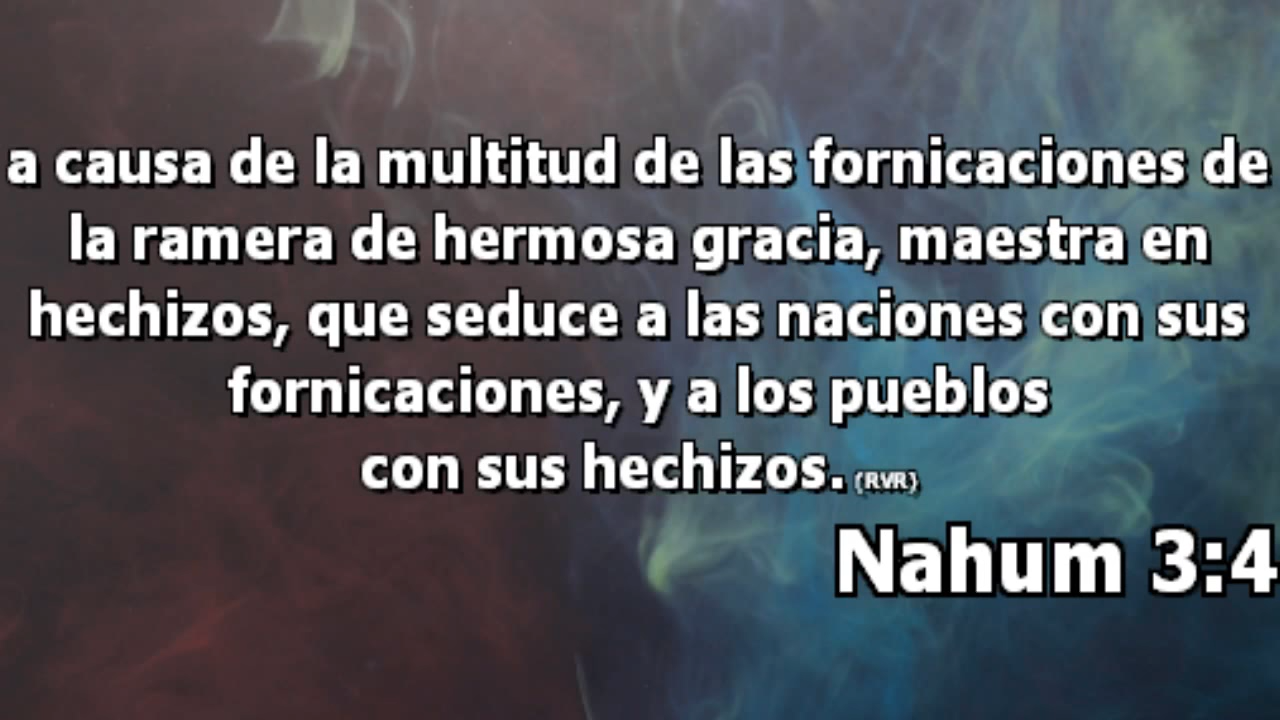 a causa de la multitud de las fornicaciones de
la ramera de hermosa gracia, maestra en
hechizos, que seduce a las naciones con sus
fornicaciones, y a los pueblos
con sus hechizos. (RVR)
Nahum 3:4